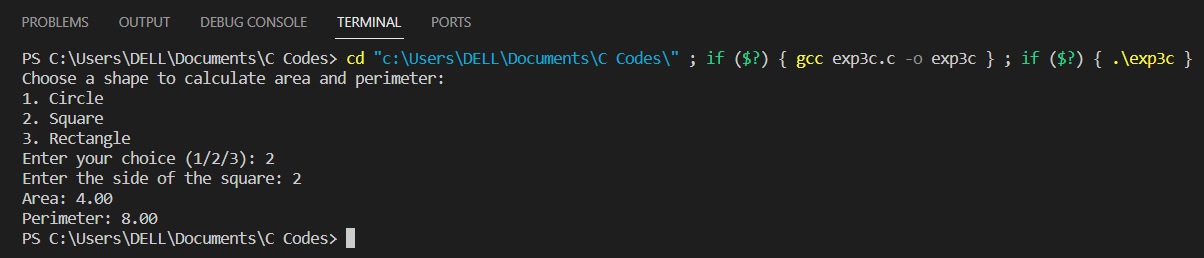 PROBLEMS OUTPUT DEBUG CONSOLE TERMINAL PORTS
PS C:\Users\DELL\Documents\C Codes> cd "c:\Users\DELL\Documents\C Codes\" ; if ($?) { gcc exp3c.c -o exp3c } ; if ($?) { .\exp3c }
Choose a shape to calculate area and perimeter:
1. Circle
2. Square
3. Rectangle
Enter your choice (1/2/3): 2
Enter the side of the square: 2
Area: 4.00
Perimeter: 8.00
PS C:\Users\DELL\Documents\C Codes>